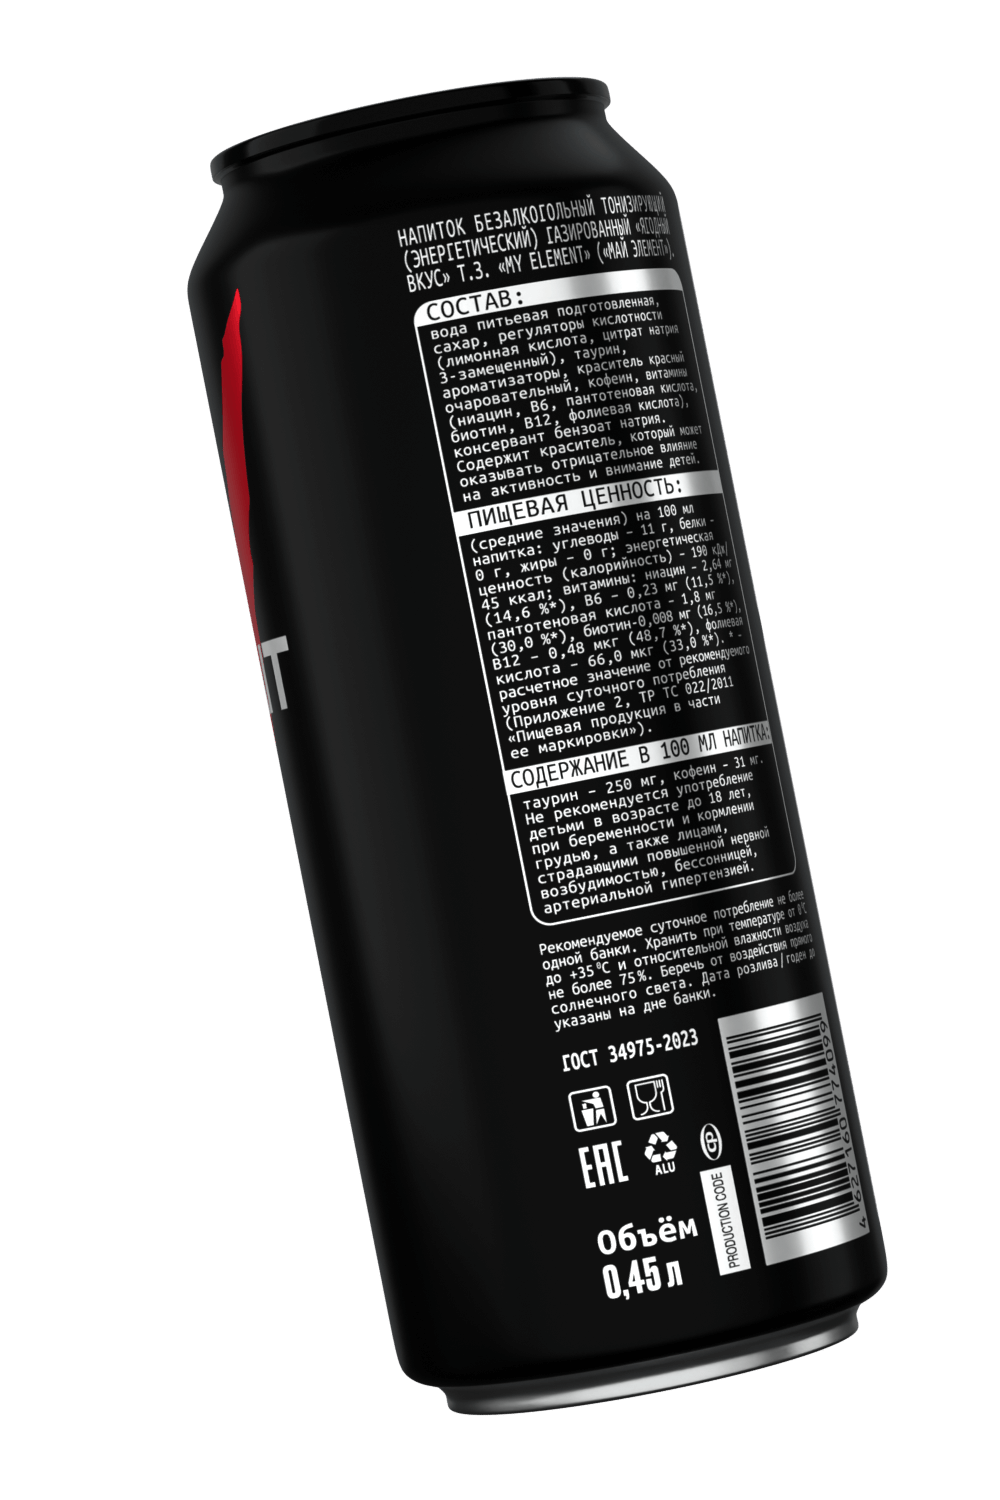 НАПИТОК БЕЗАЛКОГОЛЬНЫЙ ТОНИЗИРУЮЩИЙ
(ЭНЕРГЕТИЧЕСКИЙ) ГАЗИРОВАННЫЙ «ЯГОДНЫЙ
ВКУС» Т.З. «MY ELEMENT» («МАЙ ЭЛЕМЕНТ»).
СОСТАВ:
вода питьевая подготовленная,
сахар, регуляторы кислотности
(лимонная кислота, цитрат натрия
3-замещенный), таурин,
ароматизаторы, краситель красный
очаровательный, кофеин, витамины
(ниацин, B6, пантотеновая кислота,
биотин, B12, фолиевая кислота),
консервант бензоат натрия.
Содержит краситель, который может
оказывать отрицательное влияние
на активность и внимание детей.
ПИЩЕВАЯ ЦЕННОСТЬ:
(средние значения) на 100 мл
напитка: углеводы – 11 г, белки –
0 г, жиры – 0 г; энергетическая
ценность (калорийность) – 190 кДж/
45 ккал; витамины: ниацин – 2,64 мг
(14,6 %*), B6 – 0,23 мг (11,5 %*),
пантотеновая кислота – 1,8 мг
(30,0 %*), биотин-0,008 мг (16,5 %*),
B12 – 0,48 мкг (48,7 %*), фолиевая
кислота – 66,0 мкг (33,0 %*). * –
расчетное значение от рекомендуемого
уровня суточного потребления
(Приложение 2, ТР ТС 022/2011
«Пищевая продукция в части
ее маркировки»).
СОДЕРЖАНИЕ В 100 МЛ НАПИТКА:
таурин – 250 мг, кофеин – 31 мг.
Не рекомендуется употребление
детьми в возрасте до 18 лет,
при беременности и кормлении
грудью, а также лицами,
страдающими повышенной нервной
возбудимостью, бессонницей,
артериальной гипертензией.
Рекомендуемое суточное потребление не более
одной банки. Хранить при температуре от 0°C
до +35°C и относительной влажности воздуха
не более 75%. Беречь от воздействия прямого
солнечного света. Дата розлива/годен до
указаны на дне банки.
ГОСТ 34975-2023
EAC
ALU
PRODUCTION CODE
4 627160 774099
Объём
0,45 л